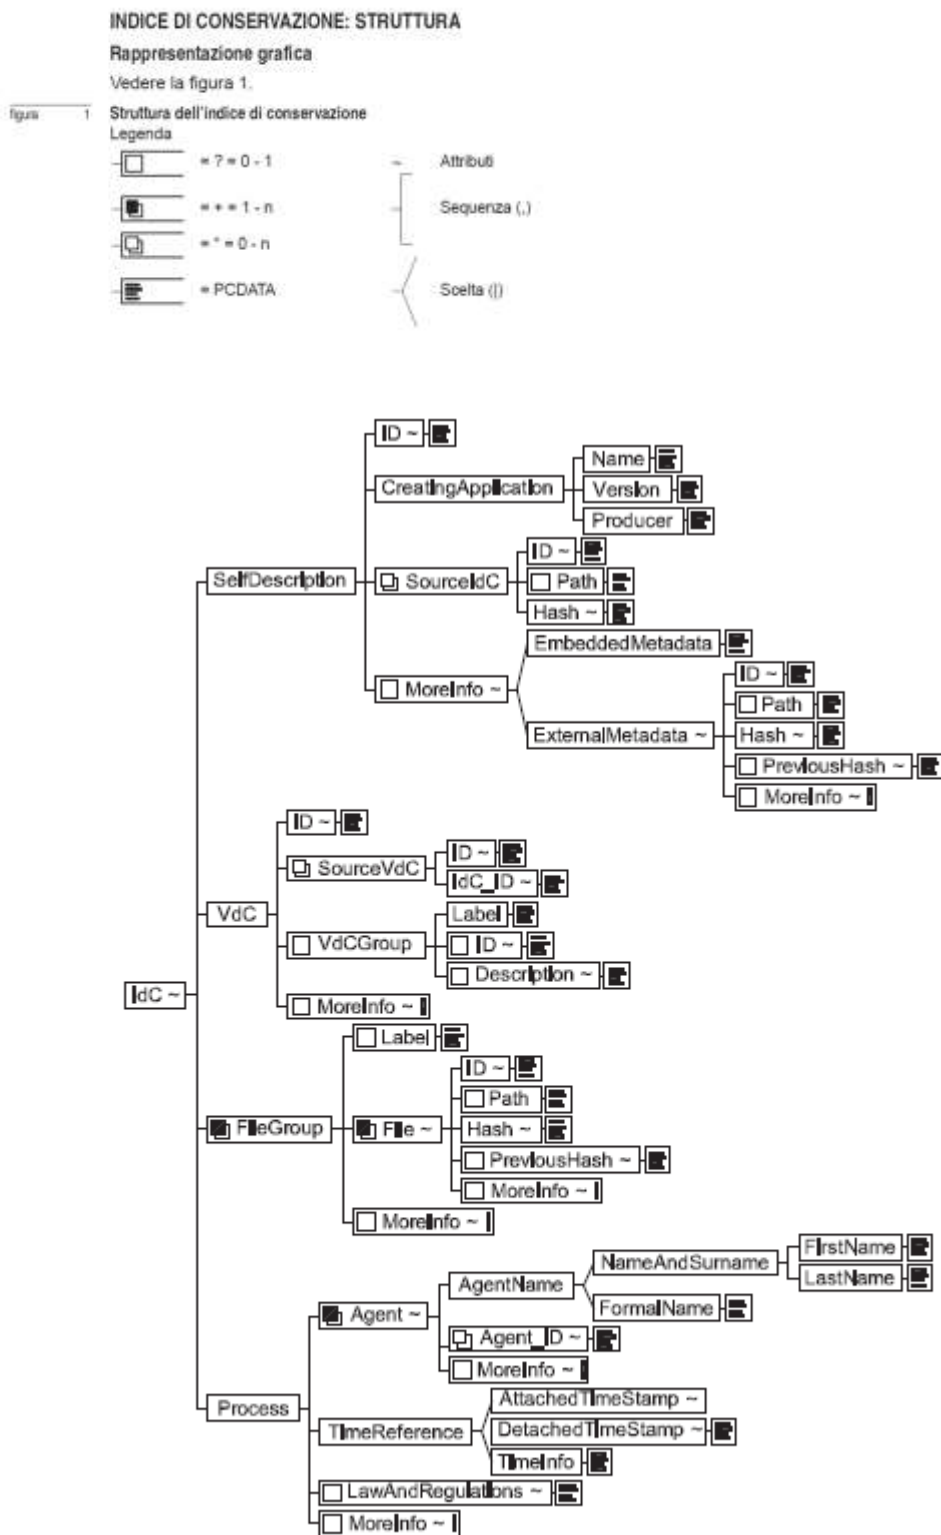 INDICE DI CONSERVAZIONE: STRUTTURA
Rappresentazione grafica
Vedere la figura 1.
figura 1 Struttura dell'indice di conservazione
Legenda
= ? = 0 - 1
~ Attributi
= + = 1 - n
Sequenza (,)
= * = 0 - n
= PCDATA
Scelta (|)
ID ~
Name
CreatingApplication
Version
Producer
ID ~
SelfDescription
SourceIdC
Path
Hash ~
EmbeddedMetadata
ID ~
MoreInfo ~
Path
ExternalMetadata ~
Hash ~
PreviousHash ~
MoreInfo ~
ID ~
ID ~
SourceVdC
IdC_ID ~
VdC
Label
VdCGroup
ID ~
Description ~
IdC ~
MoreInfo ~
Label
ID ~
Path
FileGroup
File ~
Hash ~
PreviousHash ~
MoreInfo ~
MoreInfo ~
FirstName
NameAndSurname
LastName
AgentName
FormalName
Agent ~
Agent_ID ~
MoreInfo ~
Process
AttachedTimeStamp ~
TimeReference
DetachedTimeStamp ~
TimeInfo
LawAndRegulations ~
MoreInfo ~